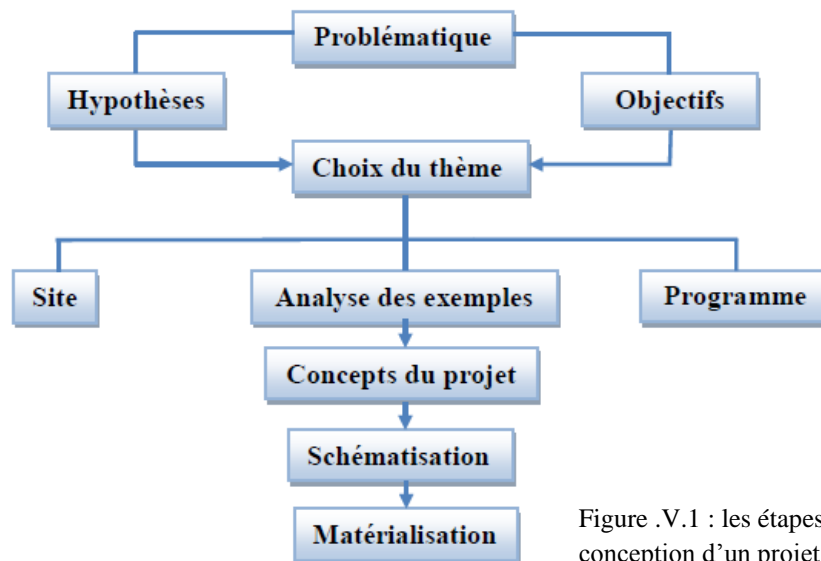 Problématique
Hypothèses
Objectifs
Choix du thème
Site
Analyse des exemples
Programme
Concepts du projet
Schématisation
Matérialisation
Figure .V.1 : les étapes
conception d’un projet